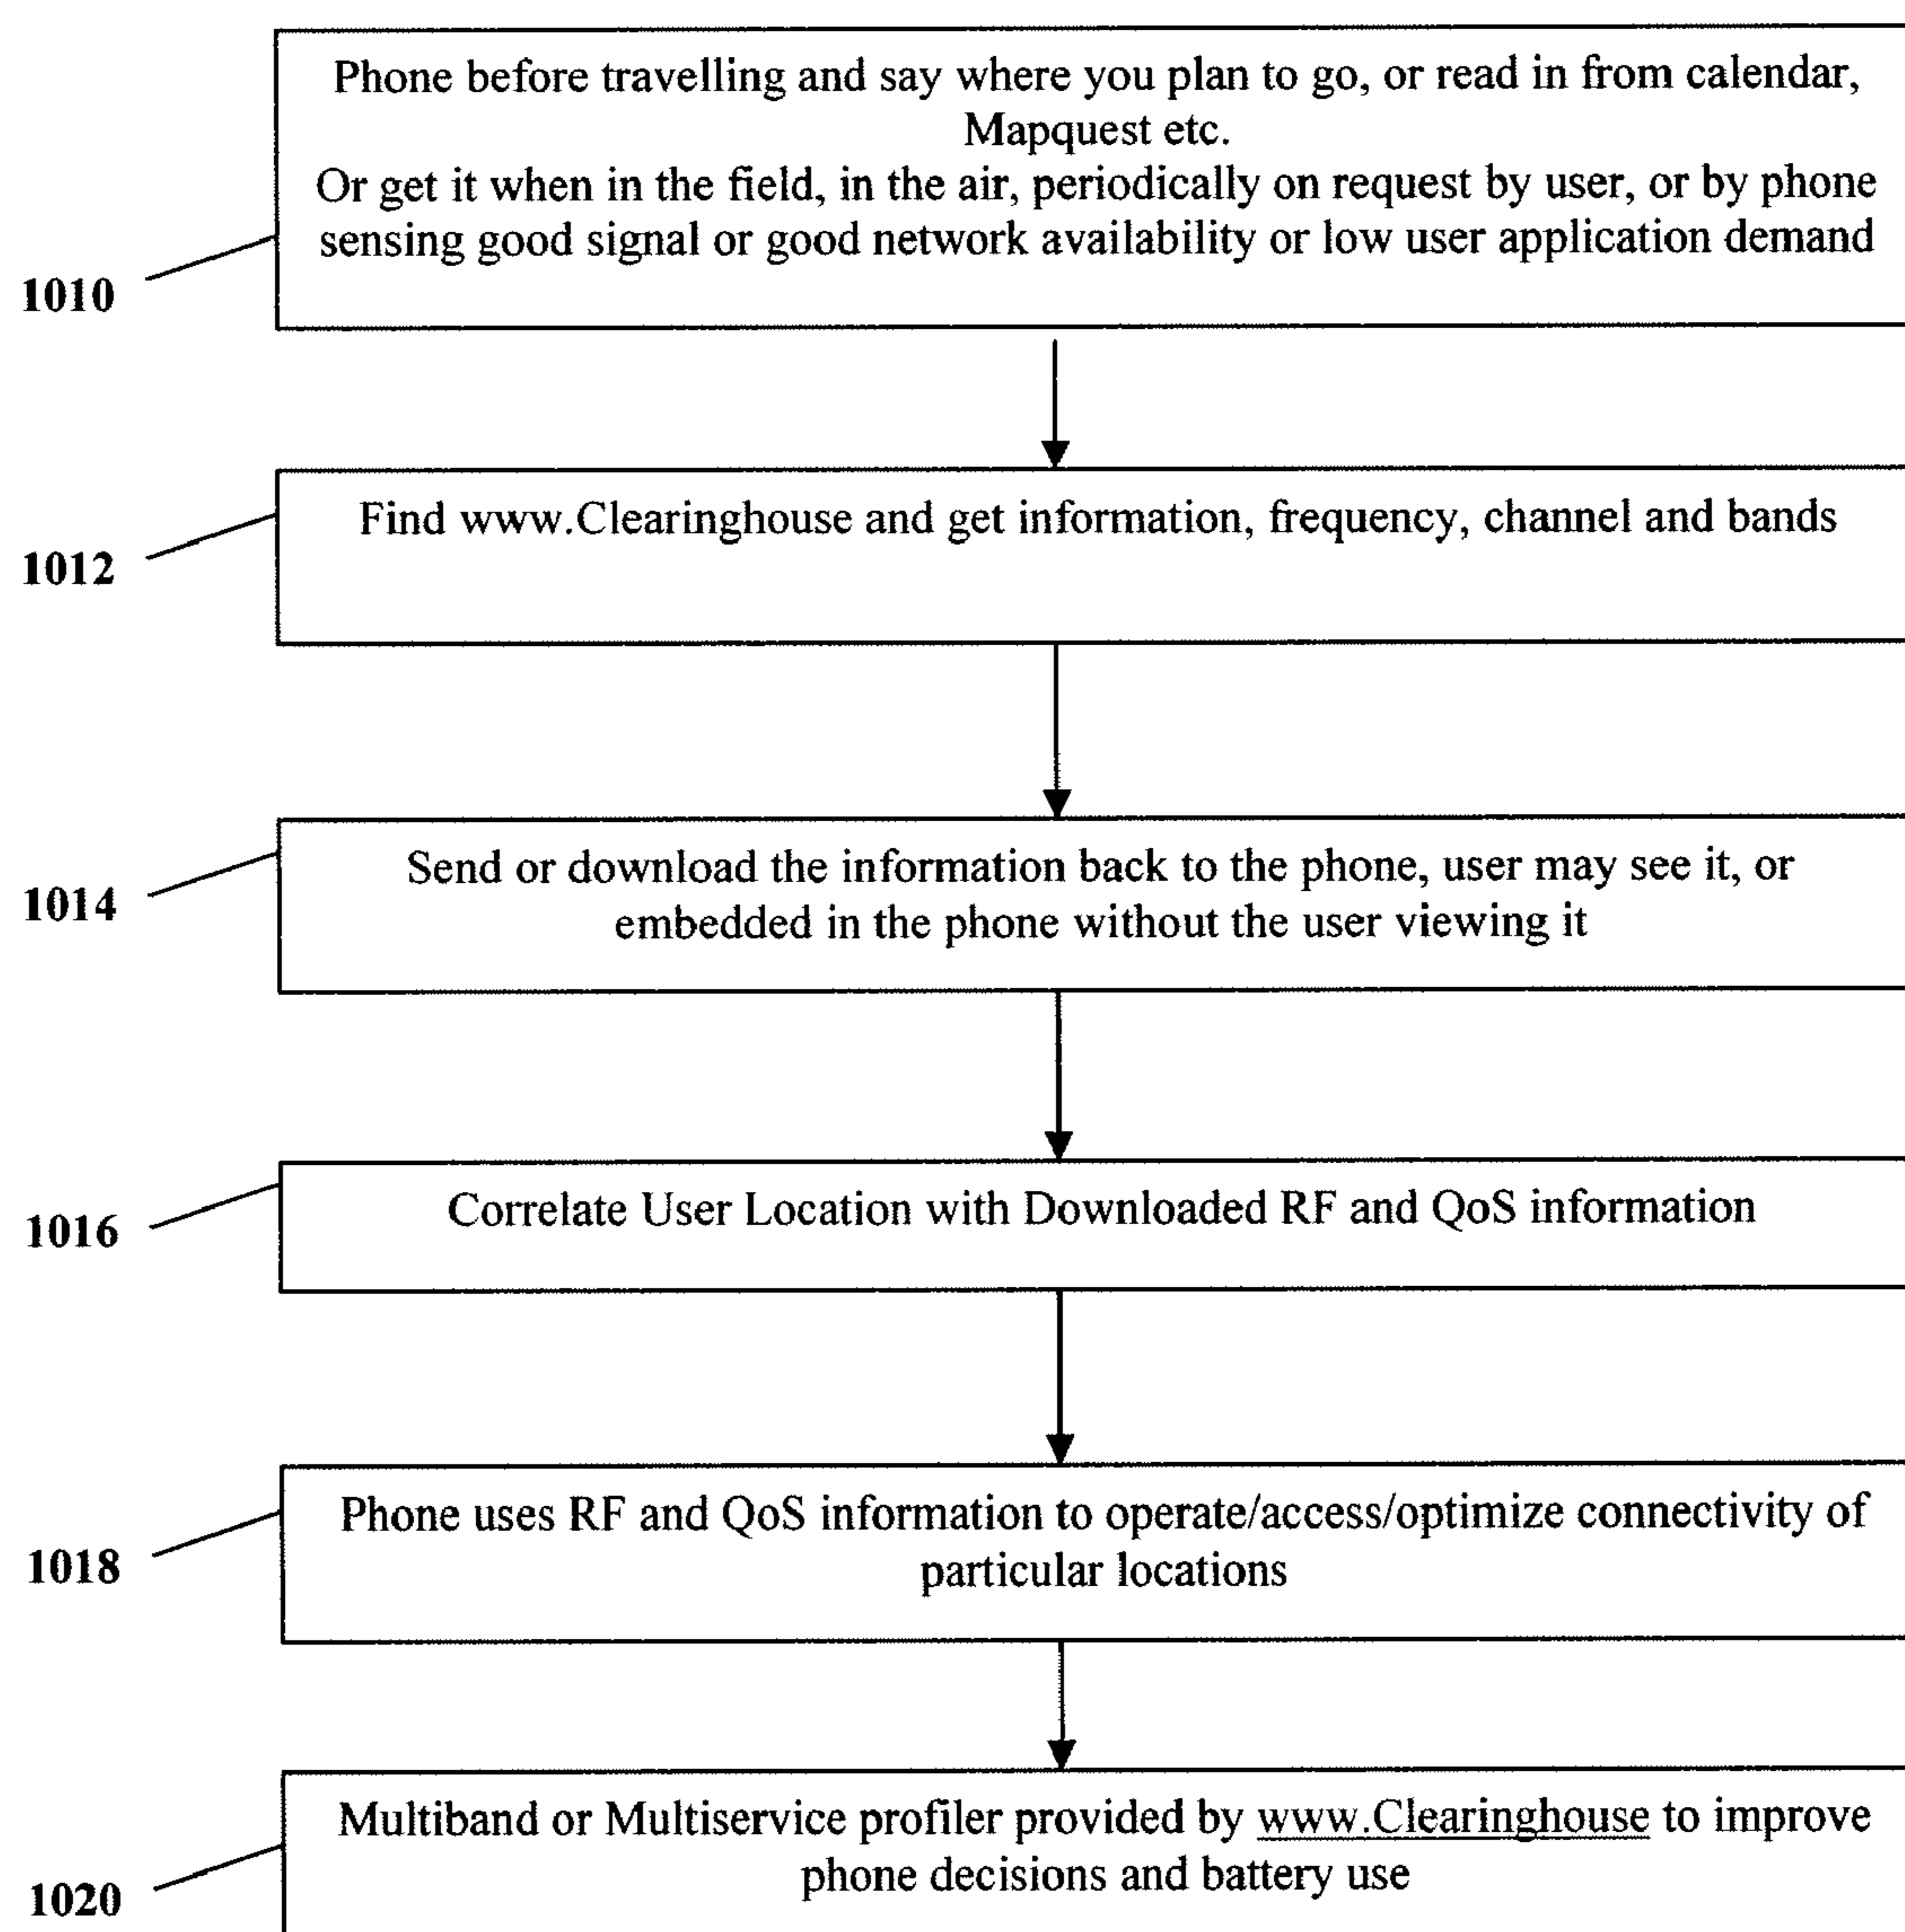 Phone before travelling and say where you plan to go, or read in from calendar,
Mapquest etc.
Or get it when in the field, in the air, periodically on request by user, or by phone
sensing good signal or good network availability or low user application demand
1010
Find www.Clearinghouse and get information, frequency, channel and bands
1012
Send or download the information back to the phone, user may see it, or
embedded in the phone without the user viewing it
1014
Correlate User Location with Downloaded RF and QoS information
1016
Phone uses RF and QoS information to operate/access/optimize connectivity of
particular locations
1018
Multiband or Multiservice profiler provided by www.Clearinghouse to improve
phone decisions and battery use
1020